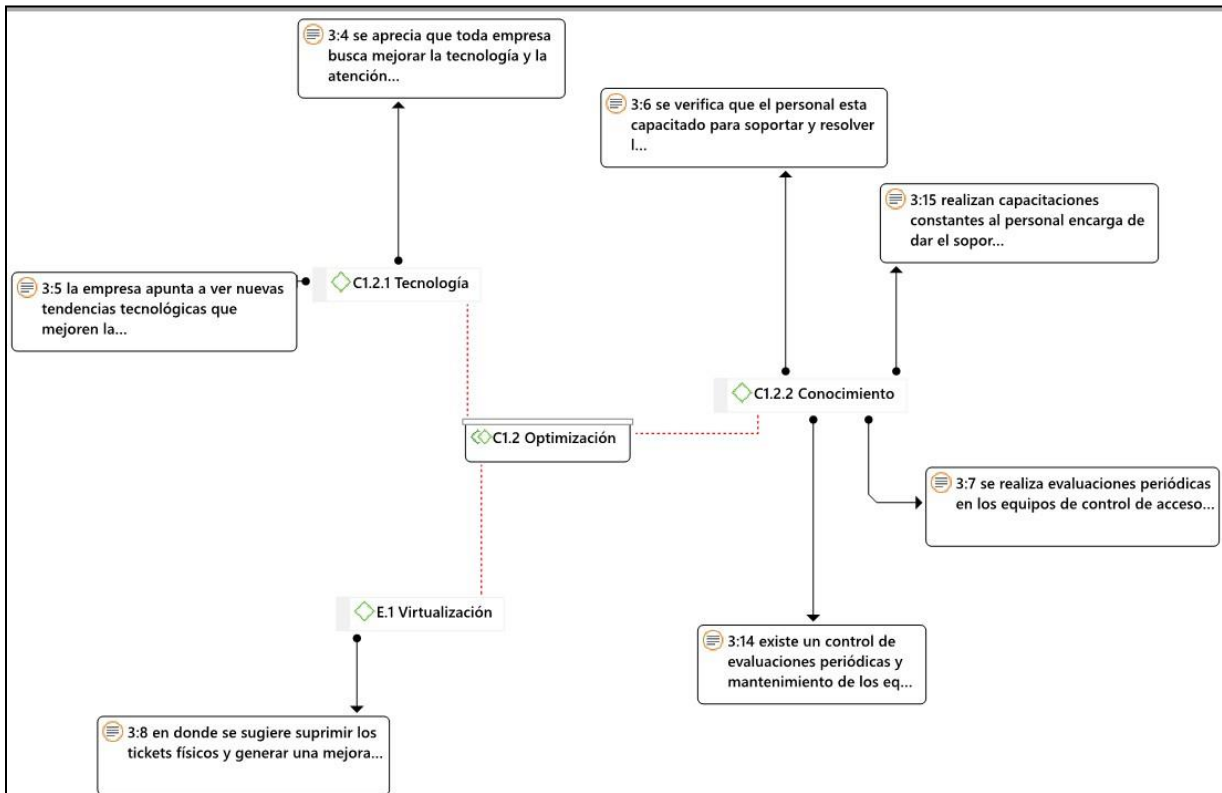 3:4 se aprecia que toda empresa
busca mejorar la tecnología y la
atención...
3:6 se verifica que el personal esta
capacitado para soportar y resolver
l...
3:15 realizan capacitaciones
constantes al personal encarga de
dar el sopor...
C1.2.1 Tecnología
3:5 la empresa apunta a ver nuevas
tendencias tecnológicas que
mejoren la...
C1.2.2 Conocimiento
C1.2 Optimización
3:7 se realiza evaluaciones periódicas
en los equipos de control de acceso...
E.1 Virtualización
3:14 existe un control de
evaluaciones periódicas y
mantenimiento de los eq...
3:8 en donde se sugiere suprimir los
tickets físicos y generar una mejora...